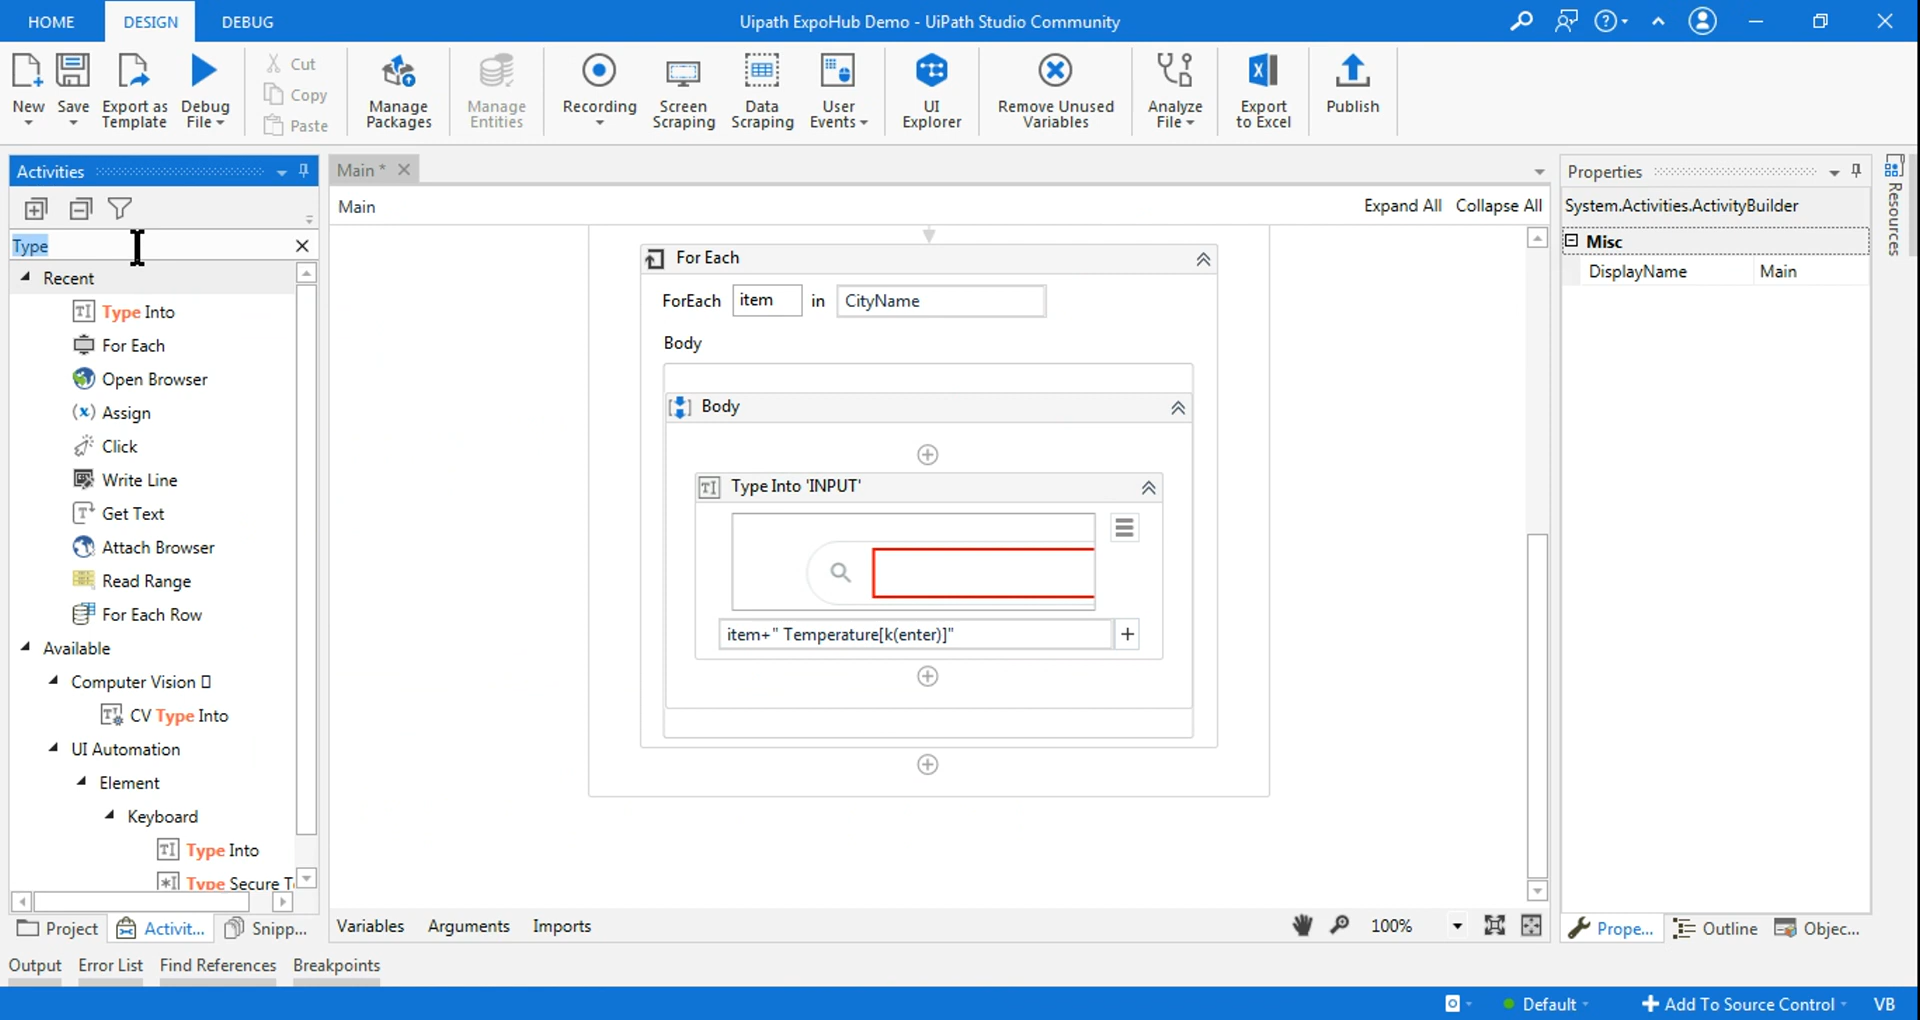 HOME DESIGN DEBUG Uipath ExpoHub Demo - UiPath Studio Community
New Save Export as Template Debug File Cut Copy Paste Manage Packages Manage Entities Recording Screen Scraping Data Scraping User Events UI Explorer Remove Unused Variables Analyze File Export to Excel Publish
Activities
Main *
Properties
Resources
Main Expand All Collapse All
System.Activities.ActivityBuilder
Type
Misc
DisplayName Main
Recent
Type Into
For Each
Open Browser
Assign
Click
Write Line
Get Text
Attach Browser
Read Range
For Each Row
Available
Computer Vision
CV Type Into
UI Automation
Element
Keyboard
Type Into
Type Secure T
For Each
ForEach item in CityName
Body
Body
Type Into 'INPUT'
item+" Temperature[k(enter)]"
Project Activit... Snipp...
Variables Arguments Imports 100%
Prope... Outline Objec...
Output Error List Find References Breakpoints
Default Add To Source Control VB